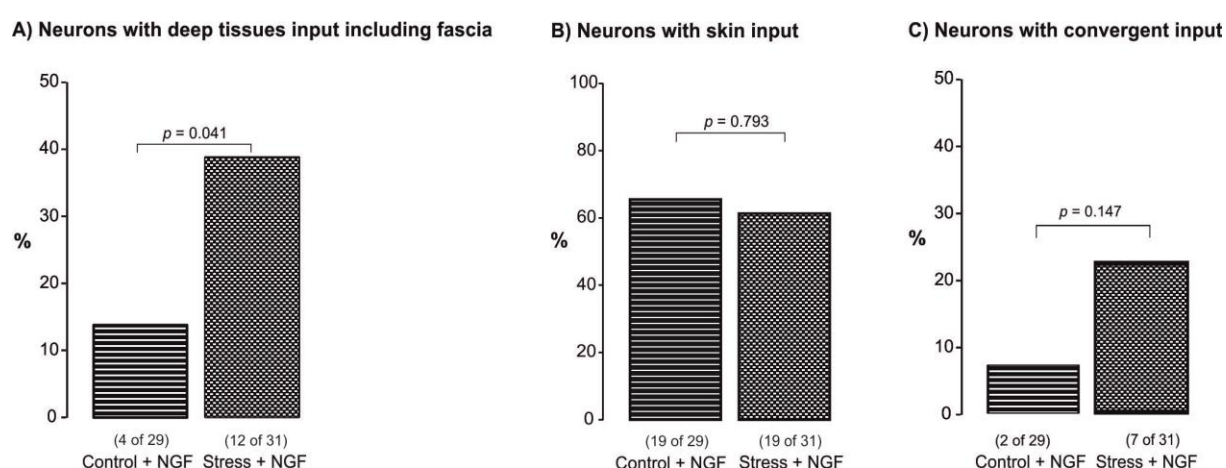 A) Neurons with deep tissues input including fascia
50
40
30
%
20
10
0
p = 0.041
(4 of 29)
(12 of 31)
Control + NGF
Stress + NGF
B) Neurons with skin input
100
80
60
%
40
20
0
p = 0.793
(19 of 29)
(19 of 31)
Control + NGF
Stress + NGF
C) Neurons with convergent input
50
40
30
%
20
10
0
p = 0.147
(2 of 29)
(7 of 31)
Control + NGF
Stress + NGF